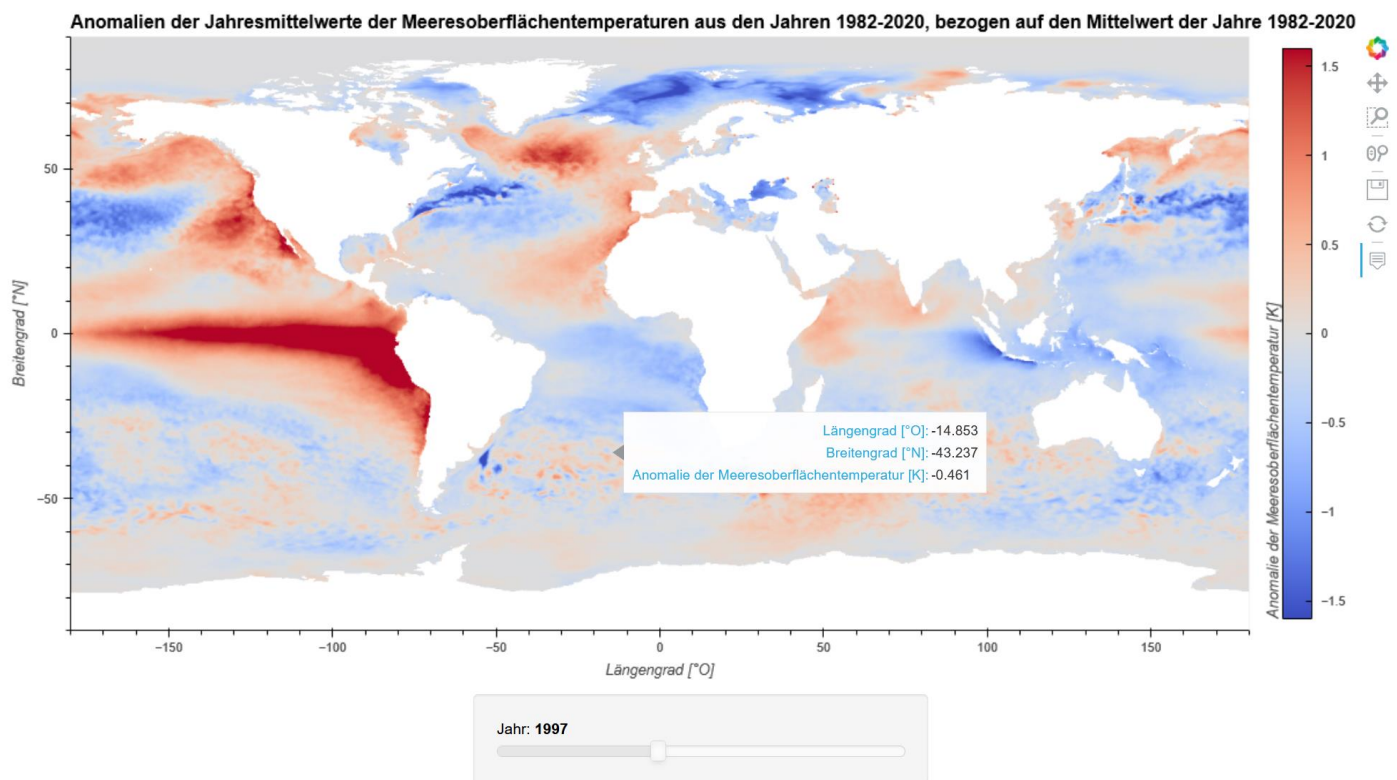 Anomalien der Jahresmittelwerte der Meeresoberflächentemperaturen aus den Jahren 1982-2020, bezogen auf den Mittelwert der Jahre 1982-2020
Breitengrad [°N]
50
0
−50
Längengrad [°O]: -14.853
Breitengrad [°N]: -43.237
Anomalie der Meeresoberflächentemperatur [K]: -0.461
−150
−100
−50
0
50
100
150
Längengrad [°O]
Anomalie der Meeresoberflächentemperatur [K]
1.5
1
0.5
0
−0.5
−1
−1.5
Jahr: 1997